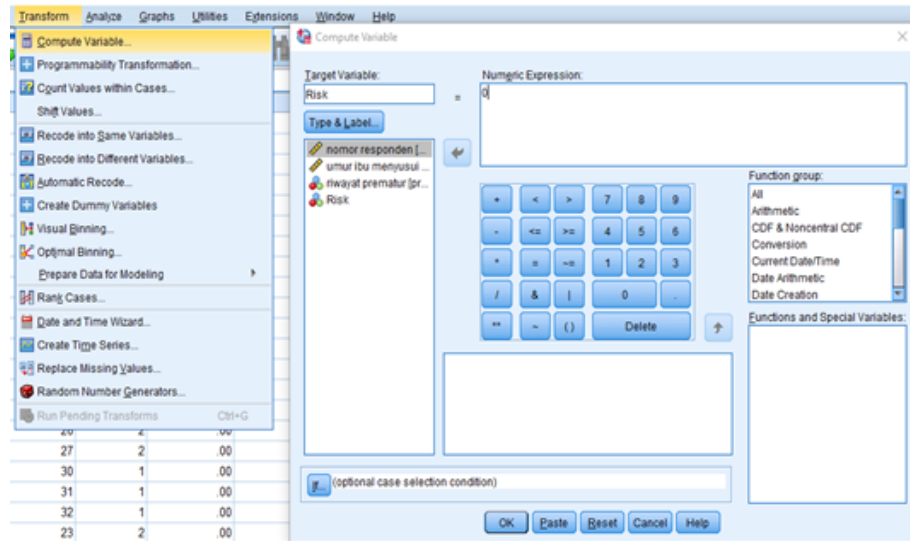 Transform Analyze Graphs Utilities Extensions Window Help
Compute Variable...
Programmability Transformation...
Count Values within Cases...
Shift Values...
Recode into Same Variables...
Recode into Different Variables...
Automatic Recode...
Create Dummy Variables
Visual Binning...
Optimal Binning...
Prepare Data for Modeling
Rank Cases...
Date and Time Wizard...
Create Time Series...
Replace Missing Values...
Random Number Generators...
Run Pending Transforms Ctrl+G
27 2 .00
30 1 .00
31 1 .00
32 1 .00
23 2 .00
Compute Variable
Target Variable:
Risk
=
Numeric Expression:
0
Type & Label...
nomor responden [...
umur ibu menyusui ...
riwayat prematur [pr...
Risk
+ < > 7 8 9
- <= >= 4 5 6
* = ~= 1 2 3
/ & | 0 .
** ~ ( ) Delete
Function group:
All
Arithmetic
CDF & Noncentral CDF
Conversion
Current Date/Time
Date Arithmetic
Date Creation
Functions and Special Variables:
If... (optional case selection condition)
OK Paste Reset Cancel Help